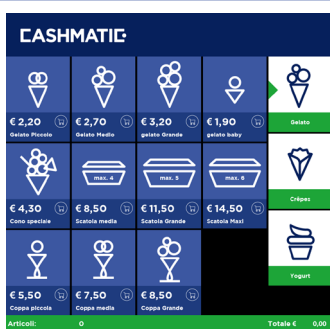 CASHMATIC
€ 2,20
Gelato Piccolo
€ 2,70
Gelato Medio
€ 3,20
gelato Grande
€ 1,90
gelato baby
Gelato
€ 4,30
Cono speciale
max. 4
€ 8,50
Scatola media
max. 5
€ 11,50
Scatola Grande
max. 6
€ 14,50
Scatola Maxi
Crêpes
€ 5,50
Coppa piccola
€ 7,50
Coppa media
€ 8,50
Coppa Grande
Yogurt
Articoli: 0 Totale € 0,00